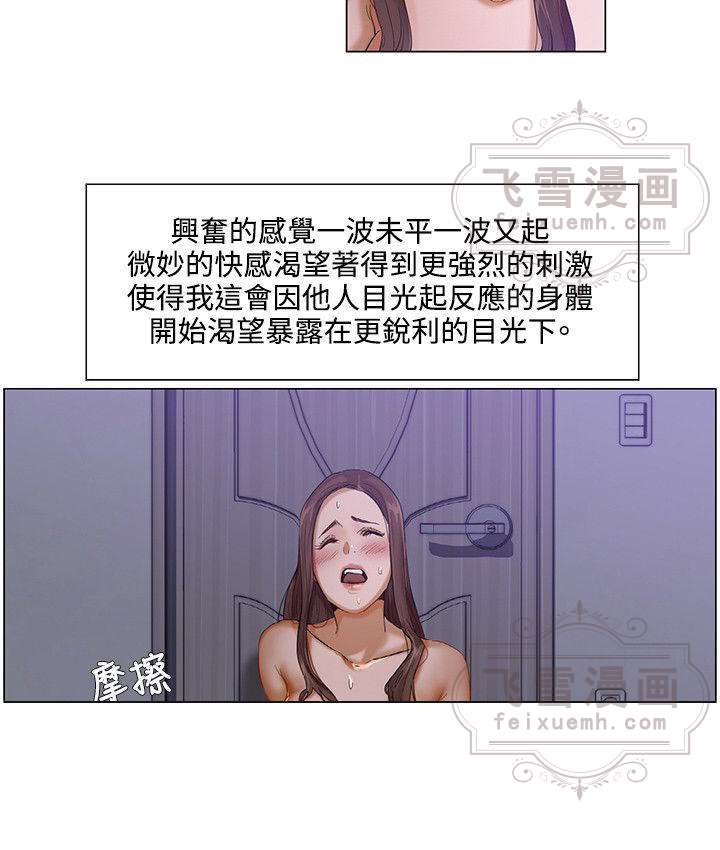 飞雪漫画
feixuemh.com
興奮的感覺一波未平一波又起
微妙的快感渴望著得到更強烈的刺激
使得我這會因他人目光起反應的身體
開始渴望暴露在更銳利的目光下。
摩擦
飞雪漫画
feixuemh.com